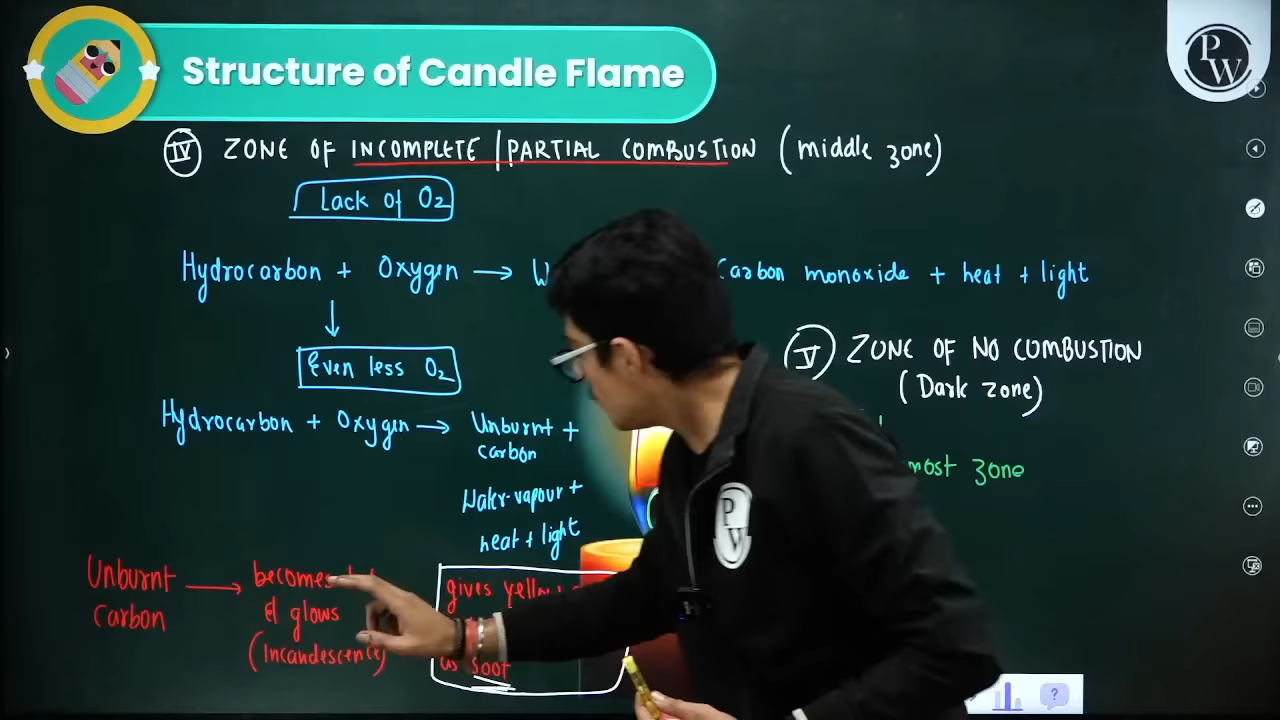 Structure of Candle Flame
PW
IV ZONE OF INCOMPLETE | PARTIAL COMBUSTION (middle zone)
Lack of O2
Hydrocarbon + Oxygen → Carbon monoxide + heat + light
Even less O2
Hydrocarbon + Oxygen → Unburnt + carbon
Water-vapour +
heat + light
V ZONE OF NO COMBUSTION
(Dark zone)
zone
Unburnt → becomes
carbon & glows
(Incandescence)
gives
as soot
PW